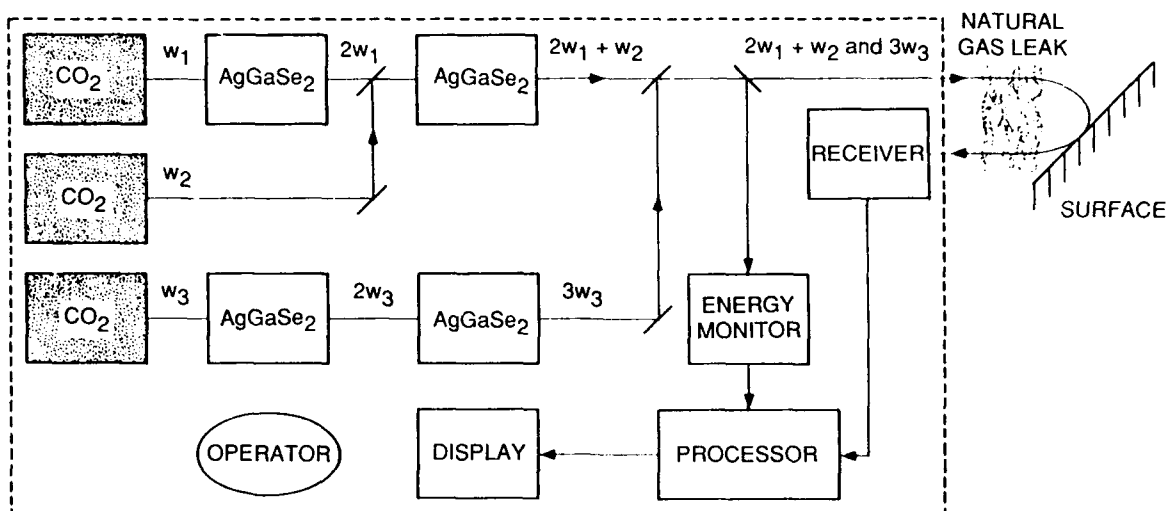 NATURAL
GAS LEAK
CO2
w1
AgGaSe2
2w1
AgGaSe2
2w1 + w2
2w1 + w2 and 3w3
RECEIVER
CO2
w2
SURFACE
CO2
w3
AgGaSe2
2w3
AgGaSe2
3w3
ENERGY
MONITOR
OPERATOR
DISPLAY
PROCESSOR